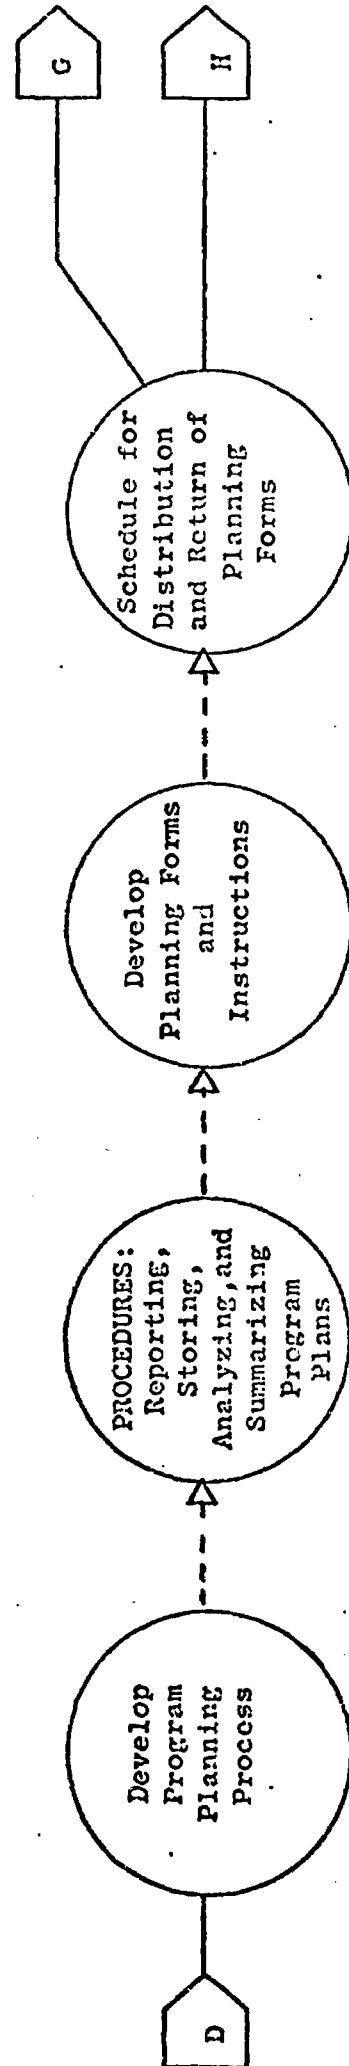 D
Develop
Program
Planning
Process
PROCEDURES:
Reporting,
Storing,
Analyzing, and
Summarizing
Program
Plans
Develop
Planning Forms
and
Instructions
Schedule for
Distribution
and Return of
Planning
Forms
G
H